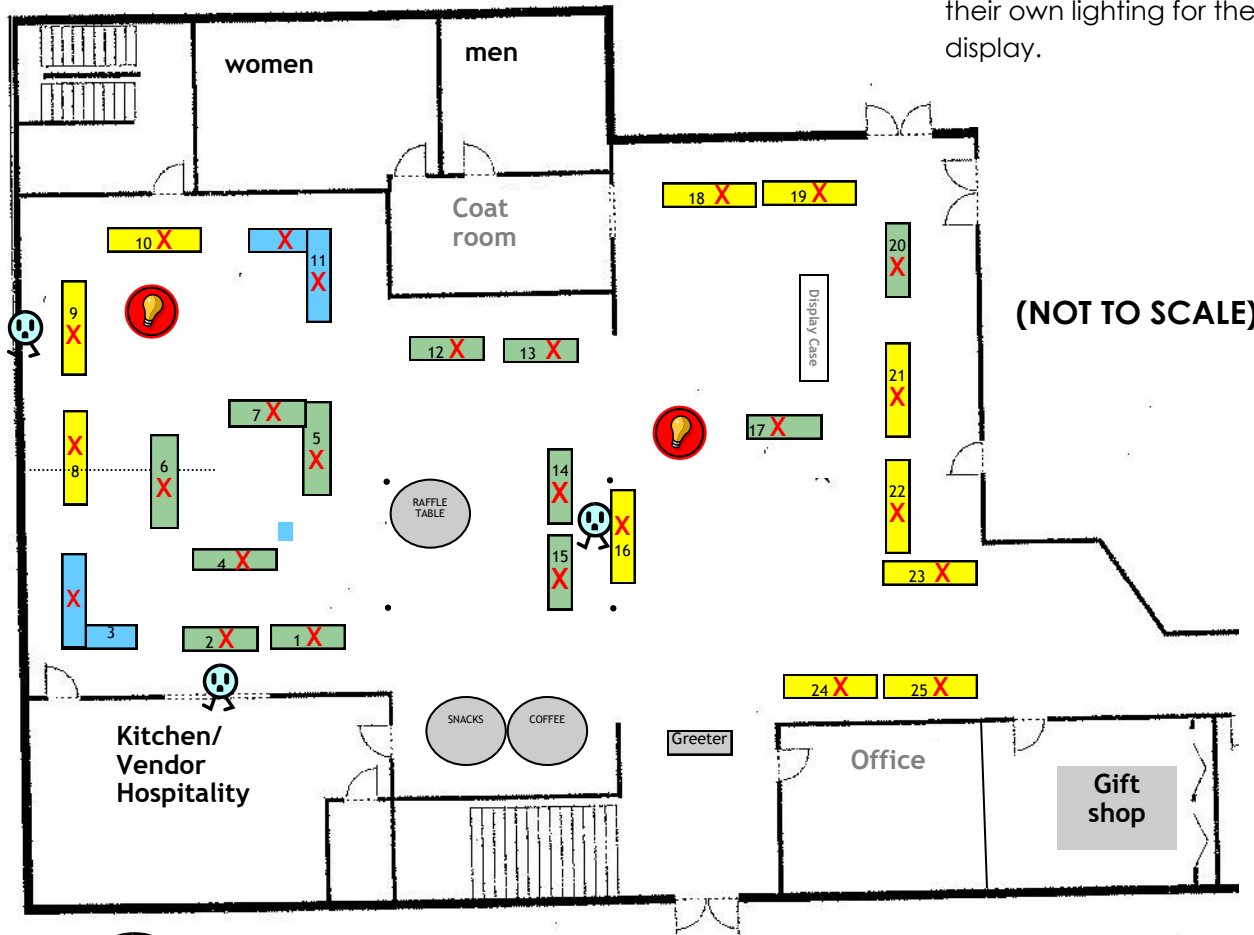 their own lighting for the
display.
women
men
Coat
room
18 X
19 X
10 X
X
11
X
20
X
9
X
Display Case
(NOT TO SCALE)
12 X
13 X
21
X
7 X
5
X
17 X
X
8
6
X
14
X
22
X
RAFFLE
TABLE
X
16
4 X
15
X
23 X
X
3
2 X
1 X
24 X
25 X
SNACKS
COFFEE
Greeter
Kitchen/
Vendor
Hospitality
Office
Gift
shop